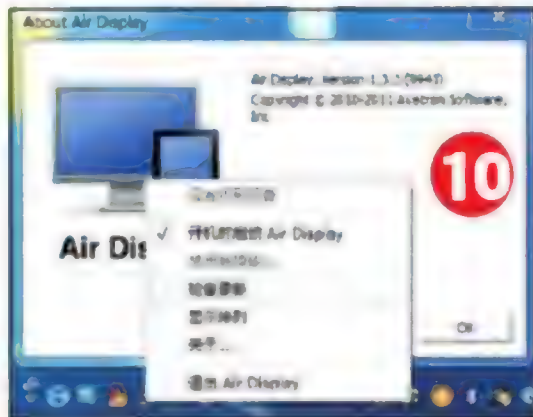 About Air Display
Air Display, version 1.3.1
Copyright © 2010-2011 Avatron Software,
Inc.
10
Air Dis
✓ 开机时启动 Air Display
检查更新
显示排列
关于...
退出 Air Display
OK